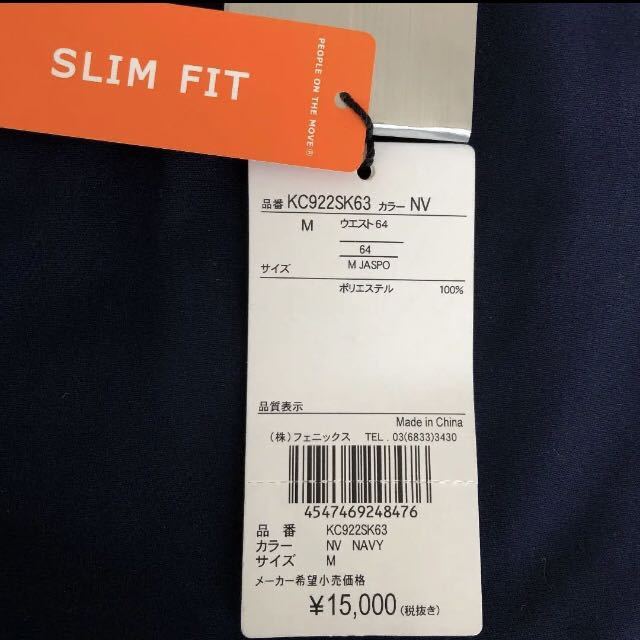 SLIM FIT
PEOPLE ON THE MOVE®
品番 KC922SK63 カラー NV
M ウエスト64
64
サイズ M JASPO
ポリエステル 100%
品質表示
Made in China
(株)フェニックス TEL.03(6833)3430
4547469248476
品 番 KC922SK63
カラー NV NAVY
サイズ M
メーカー希望小売価格
¥15,000(税抜き)